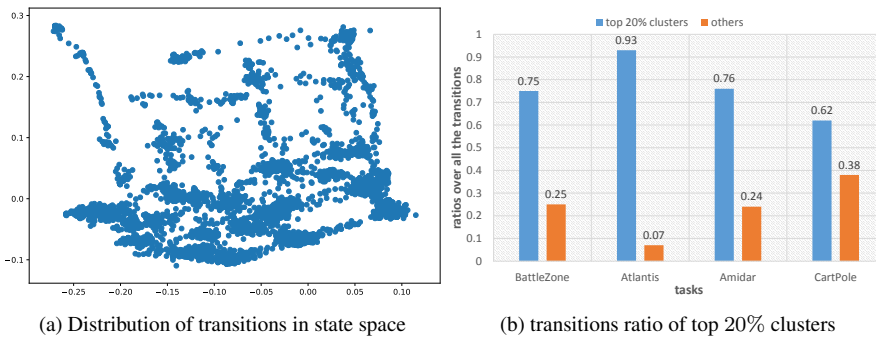 0.3
0.2
0.1
0.0
−0.1
−0.25 −0.20 −0.15 −0.10 −0.05 0.00 0.05 0.10
(a) Distribution of transitions in state space
top 20% clusters others
ratios over all the transitions
1
0.9
0.8
0.7
0.6
0.5
0.4
0.3
0.2
0.1
0
0.75 0.25 0.93 0.07 0.76 0.24 0.62 0.38
BattleZone Atlantis Amidar CartPole
tasks
(b) transitions ratio of top 20% clusters